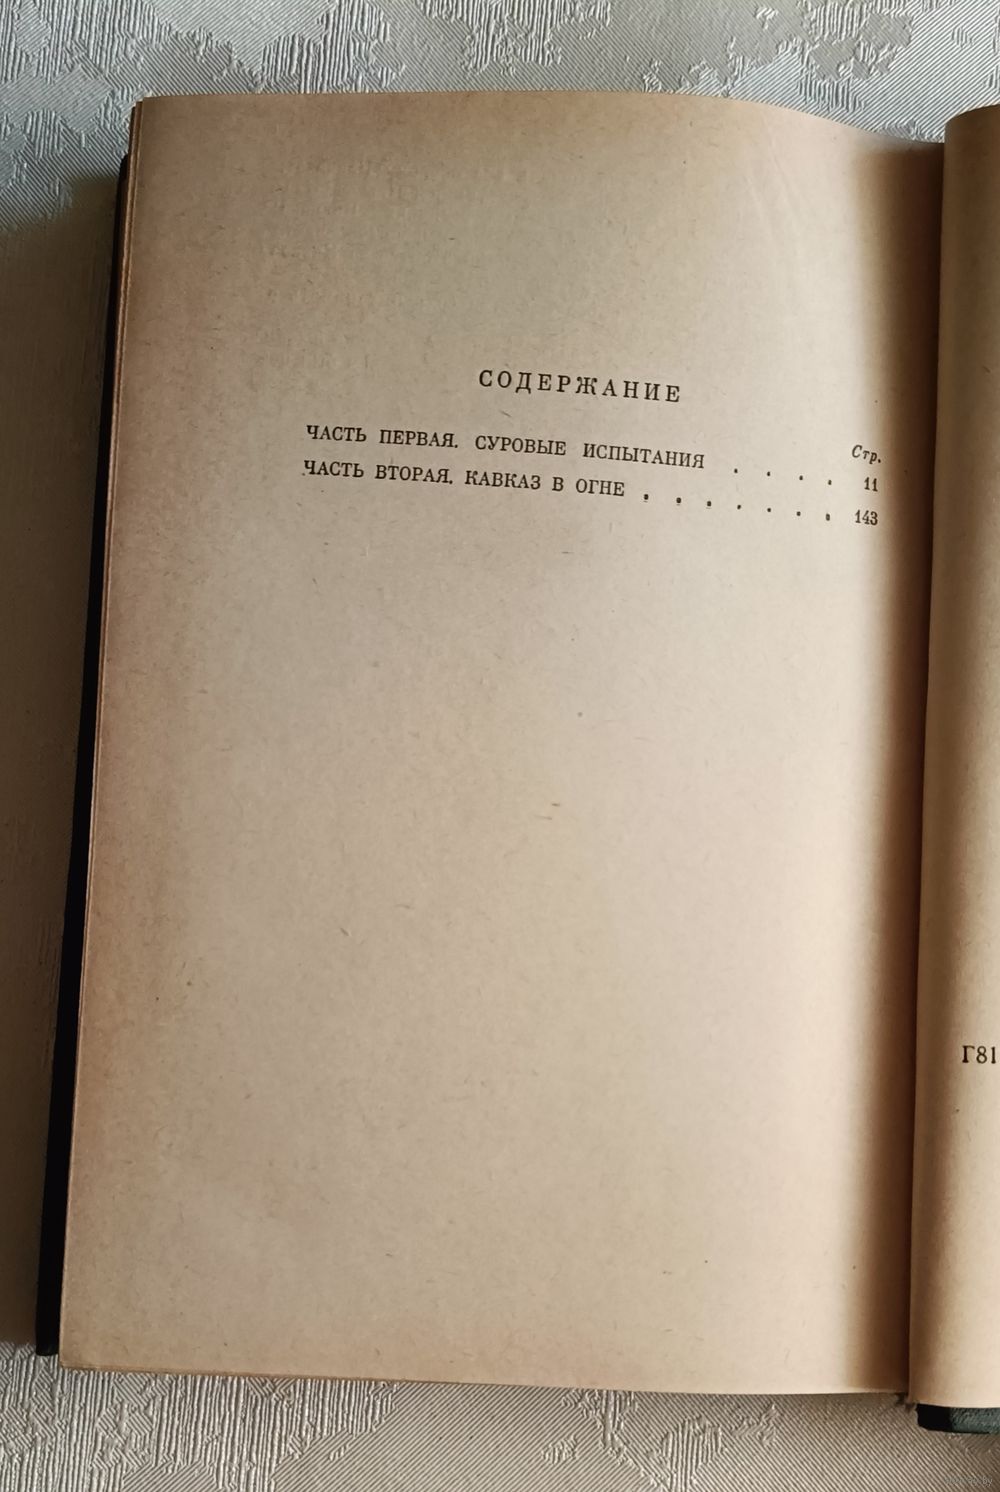 СОДЕРЖАНИЕ
Стр.
ЧАСТЬ ПЕРВАЯ. СУРОВЫЕ ИСПЫТАНИЯ . . . . 11
ЧАСТЬ ВТОРАЯ. КАВКАЗ В ОГНЕ . . . . . . . 143
Г81